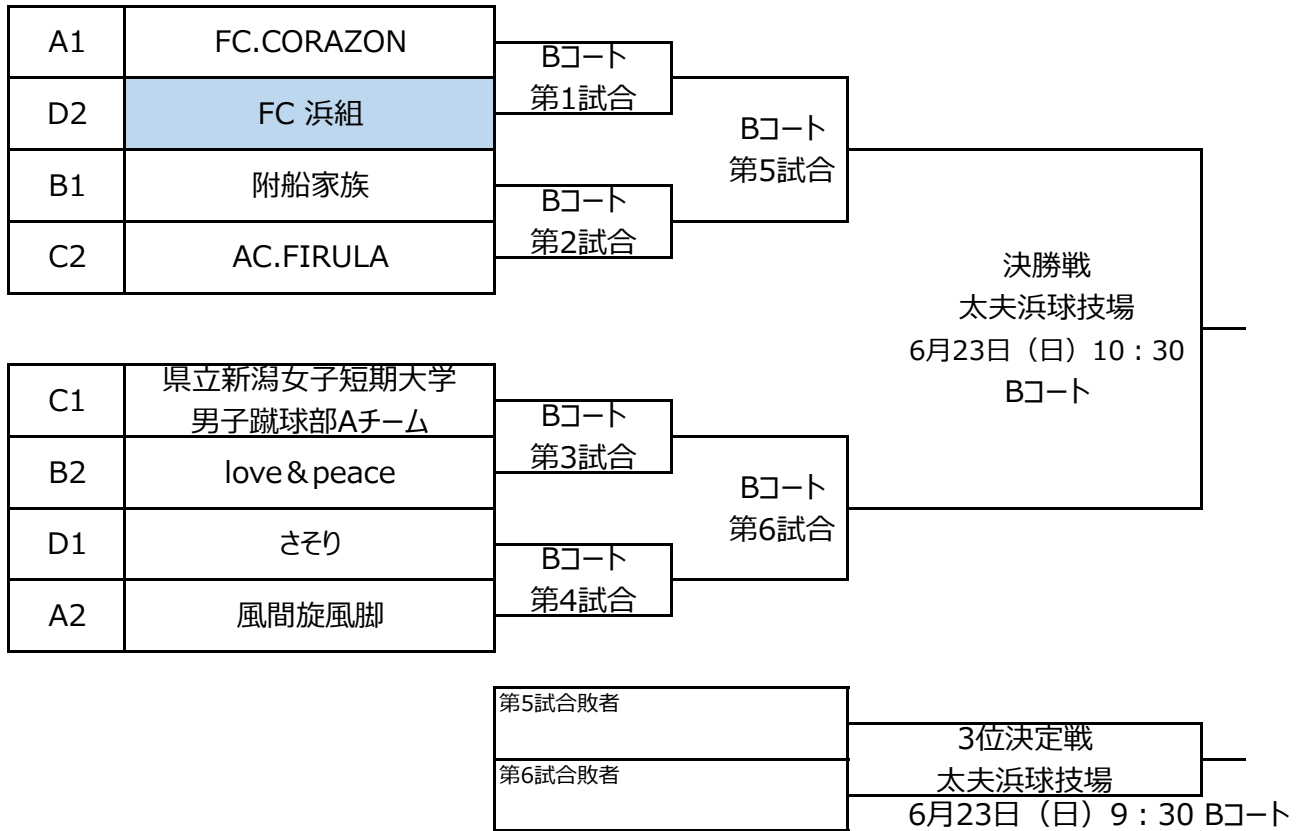 A1 FC.CORAZON
Bコート
第1試合
D2 FC 浜組
Bコート
第5試合
B1 附船家族
Bコート
第2試合
C2 AC.FIRULA
決勝戦
太夫浜球技場
6月23日（日）10：30
Bコート
C1 県立新潟女子短期大学
男子蹴球部Aチーム
Bコート
第3試合
B2 love＆peace
Bコート
第6試合
D1 さそり
Bコート
第4試合
A2 風間旋風脚
第5試合敗者
3位決定戦
第6試合敗者
太夫浜球技場
6月23日（日）9：30 Bコート